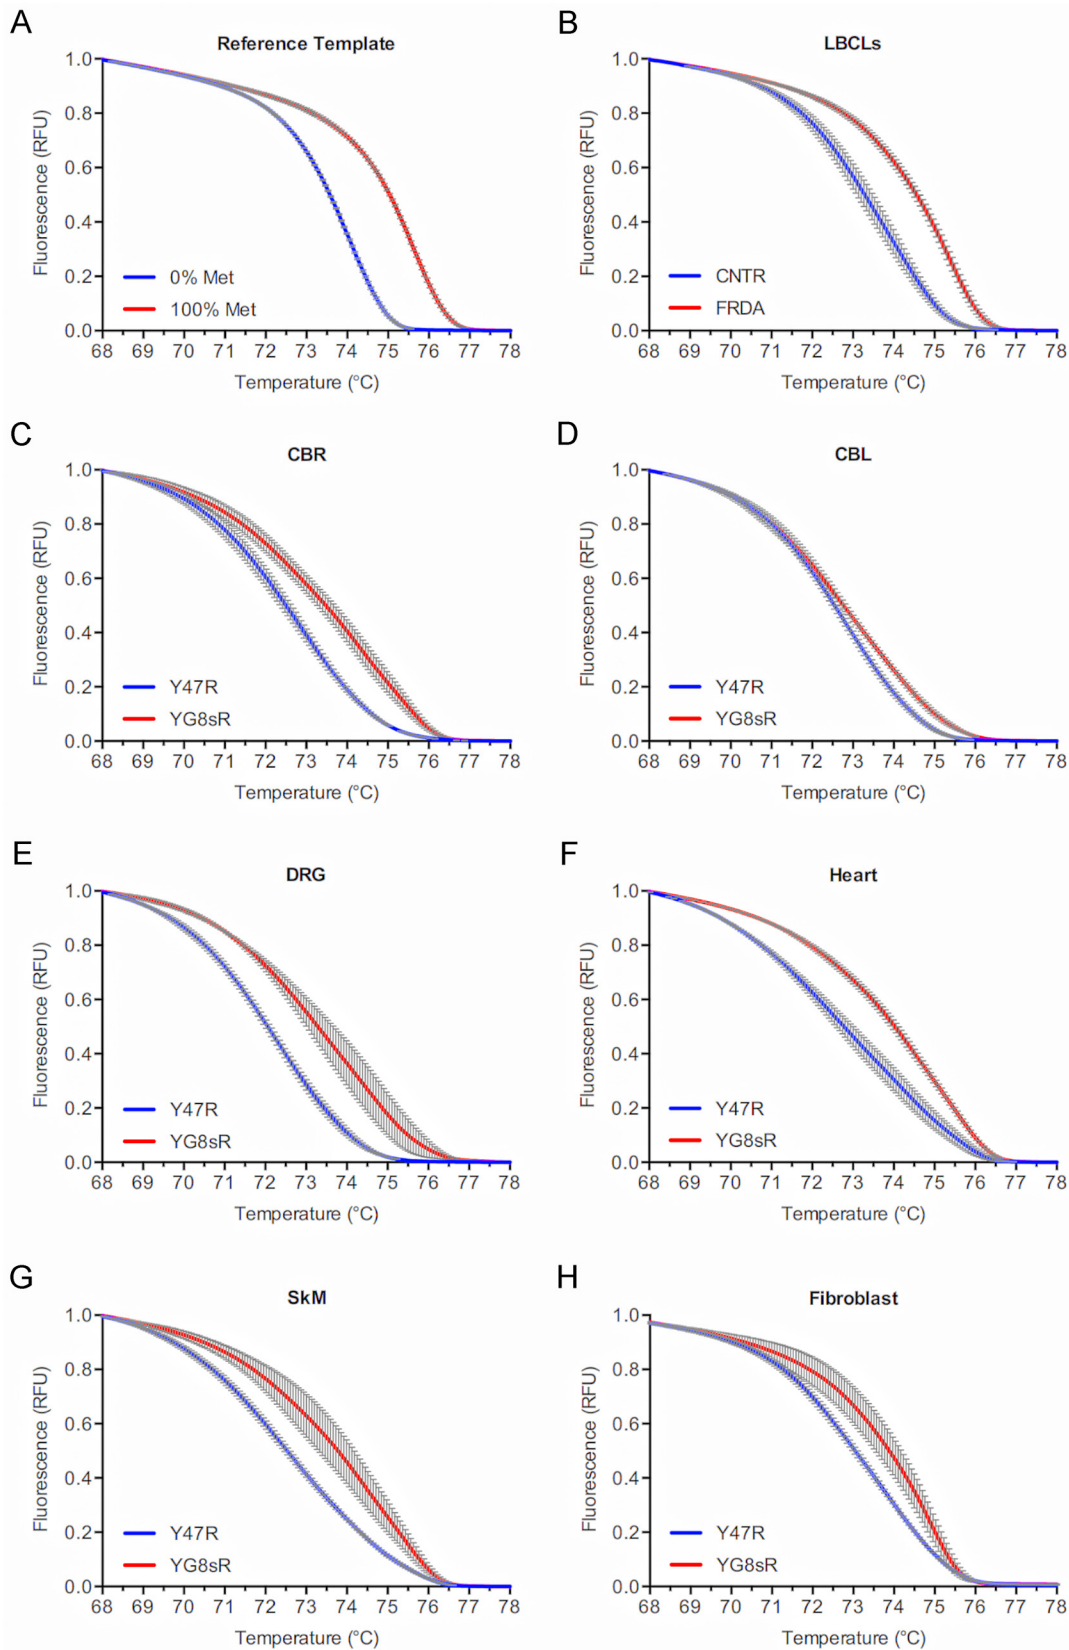 A
Reference Template
1.0
0.8
0.6
0.4
0.2
0.0
Fluorescence (RFU)
0% Met
100% Met
68 69 70 71 72 73 74 75 76 77 78
Temperature (°C)
B
LBCLs
1.0
0.8
0.6
0.4
0.2
0.0
Fluorescence (RFU)
CNTR
FRDA
68 69 70 71 72 73 74 75 76 77 78
Temperature (°C)
C
CBR
1.0
0.8
0.6
0.4
0.2
0.0
Fluorescence (RFU)
Y47R
YG8sR
68 69 70 71 72 73 74 75 76 77 78
Temperature (°C)
D
CBL
1.0
0.8
0.6
0.4
0.2
0.0
Fluorescence (RFU)
Y47R
YG8sR
68 69 70 71 72 73 74 75 76 77 78
Temperature (°C)
E
DRG
1.0
0.8
0.6
0.4
0.2
0.0
Fluorescence (RFU)
Y47R
YG8sR
68 69 70 71 72 73 74 75 76 77 78
Temperature (°C)
F
Heart
1.0
0.8
0.6
0.4
0.2
0.0
Fluorescence (RFU)
Y47R
YG8sR
68 69 70 71 72 73 74 75 76 77 78
Temperature (°C)
G
SkM
1.0
0.8
0.6
0.4
0.2
0.0
Fluorescence (RFU)
Y47R
YG8sR
68 69 70 71 72 73 74 75 76 77 78
Temperature (°C)
H
Fibroblast
1.0
0.8
0.6
0.4
0.2
0.0
Fluorescence (RFU)
Y47R
YG8sR
68 69 70 71 72 73 74 75 76 77 78
Temperature (°C)